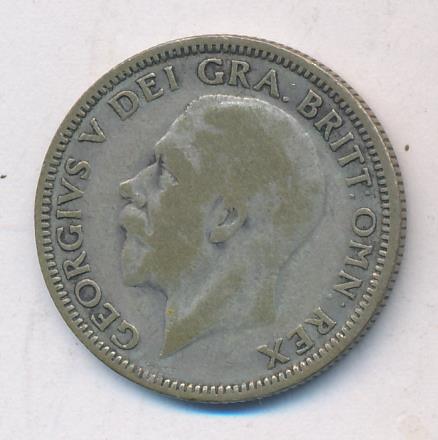 GEORGIVS V DEI GRA. BRITT: OMN: REX